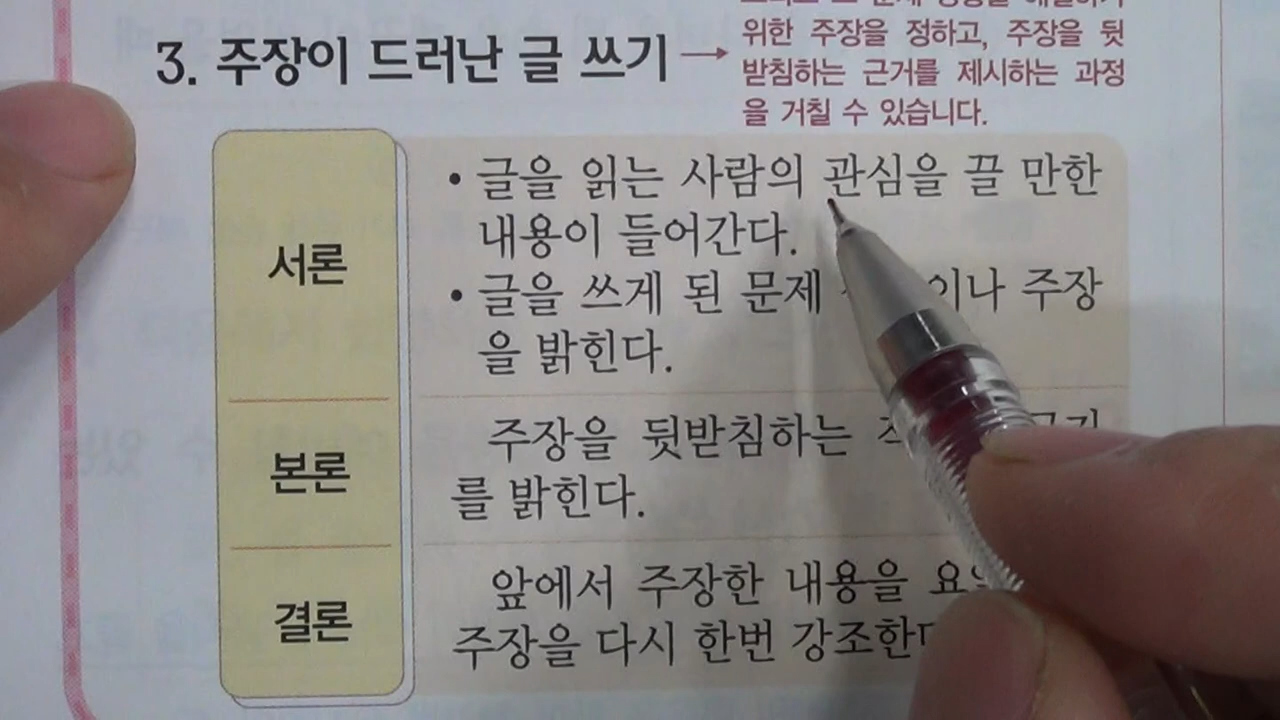 3. 주장이 드러난 글 쓰기 →
위한 주장을 정하고, 주장을 뒷
받침하는 근거를 제시하는 과정
을 거칠 수 있습니다.
서론
• 글을 읽는 사람의 관심을 끌 만한
내용이 들어간다.
• 글을 쓰게 된 문제 주장
을 밝힌다.
본론
주장을 뒷받침하는
를 밝힌다.
결론
앞에서 주장한 내용을
주장을 다시 한번 강조한다